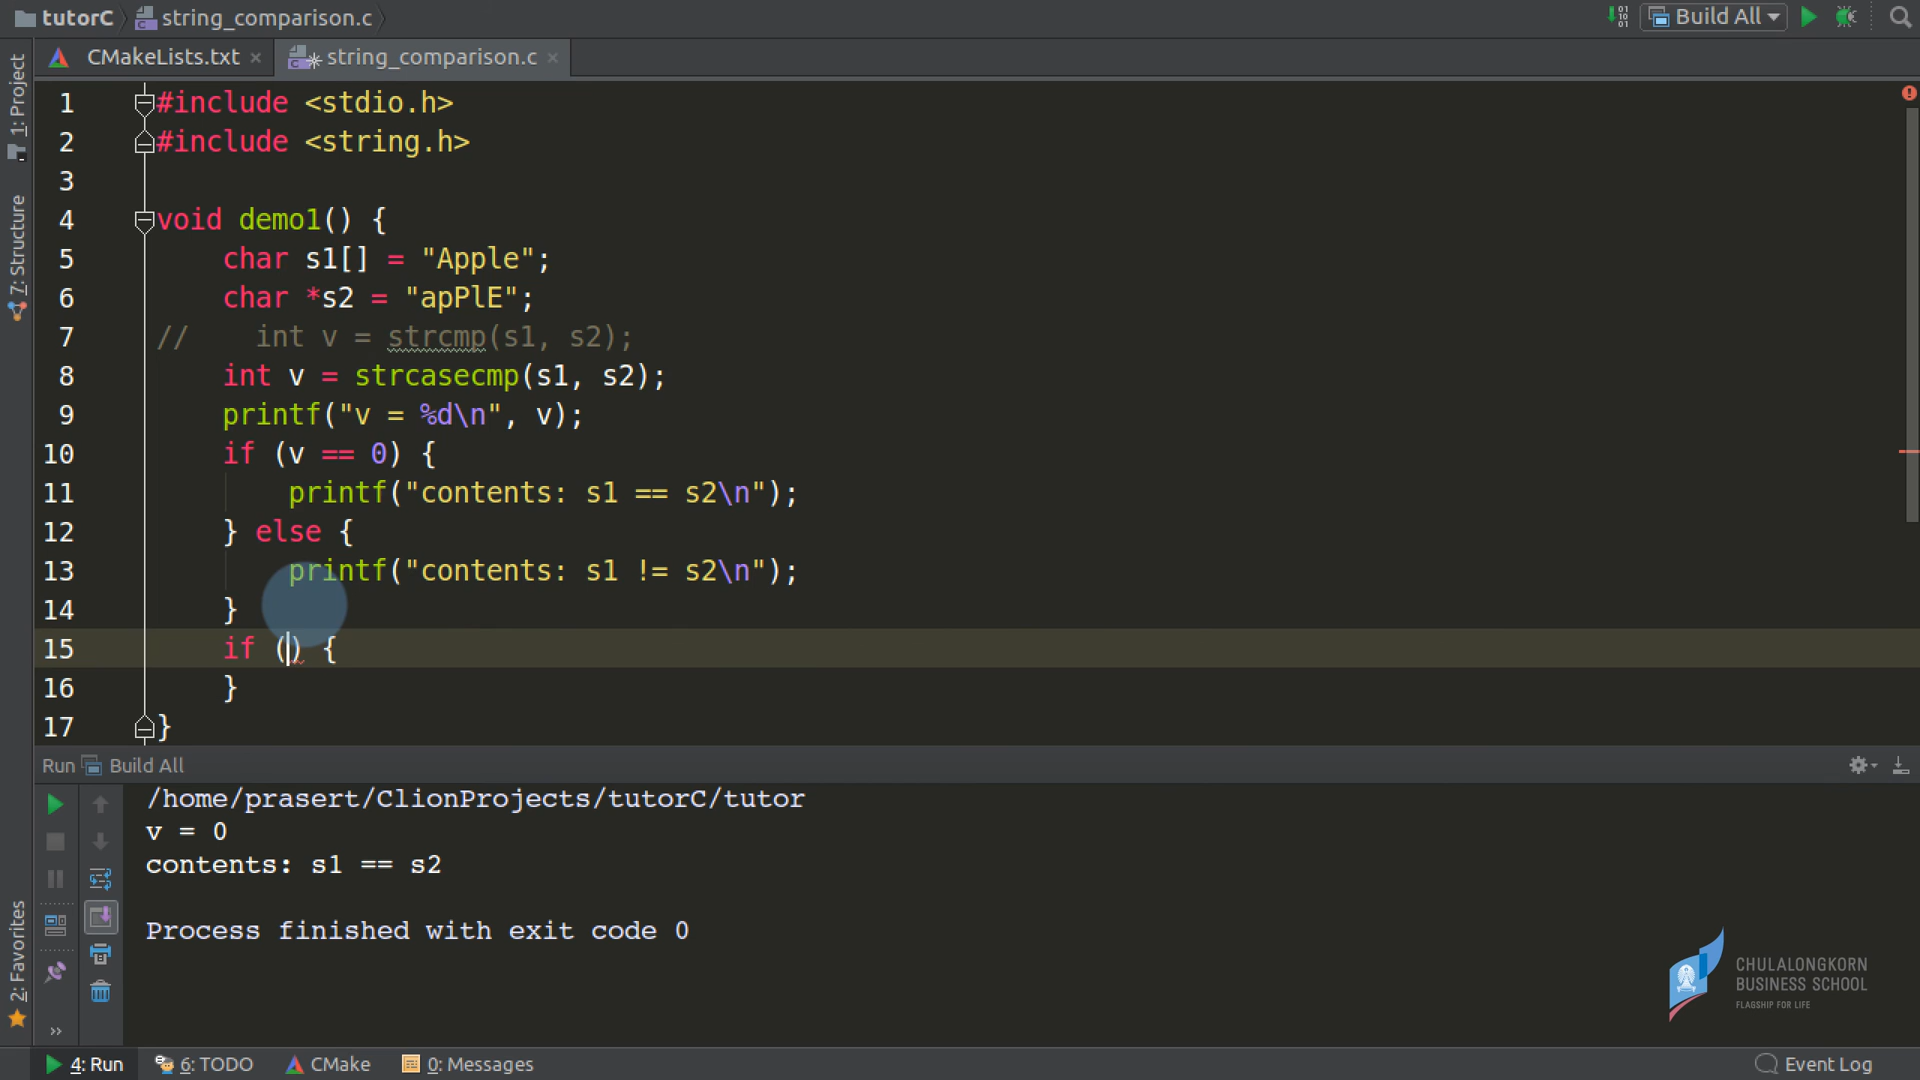 tutorC string_comparison.c Build All
CMakeLists.txt × string_comparison.c ×
1: Project
7: Structure
2: Favorites
1 #include <stdio.h>
2 #include <string.h>
3
4 void demo1() {
5 char s1[] = "Apple";
6 char *s2 = "apPlE";
7 // int v = strcmp(s1, s2);
8 int v = strcasecmp(s1, s2);
9 printf("v = %d\n", v);
10 if (v == 0) {
11 printf("contents: s1 == s2\n");
12 } else {
13 printf("contents: s1 != s2\n");
14 }
15 if () {
16 }
17 }
Run Build All
/home/prasert/ClionProjects/tutorC/tutor
v = 0
contents: s1 == s2
Process finished with exit code 0
CHULALONGKORN
BUSINESS SCHOOL
FLAGSHIP FOR LIFE
4: Run 6: TODO CMake 0: Messages Event Log